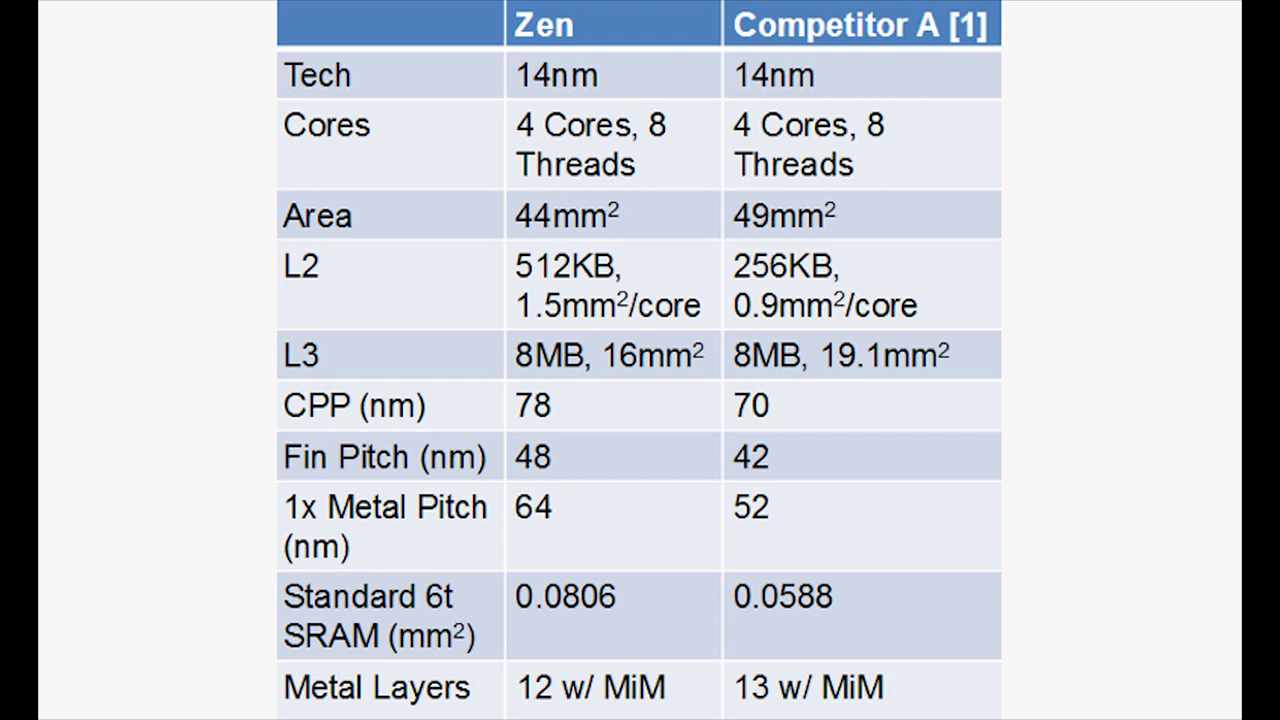 Zen Competitor A [1]
Tech 14nm 14nm
Cores 4 Cores, 8 4 Cores, 8
Threads Threads
Area 44mm² 49mm²
L2 512KB, 256KB,
1.5mm²/core 0.9mm²/core
L3 8MB, 16mm² 8MB, 19.1mm²
CPP (nm) 78 70
Fin Pitch (nm) 48 42
1x Metal Pitch 64 52
(nm)
Standard 6t 0.0806 0.0588
SRAM (mm²)
Metal Layers 12 w/ MiM 13 w/ MiM